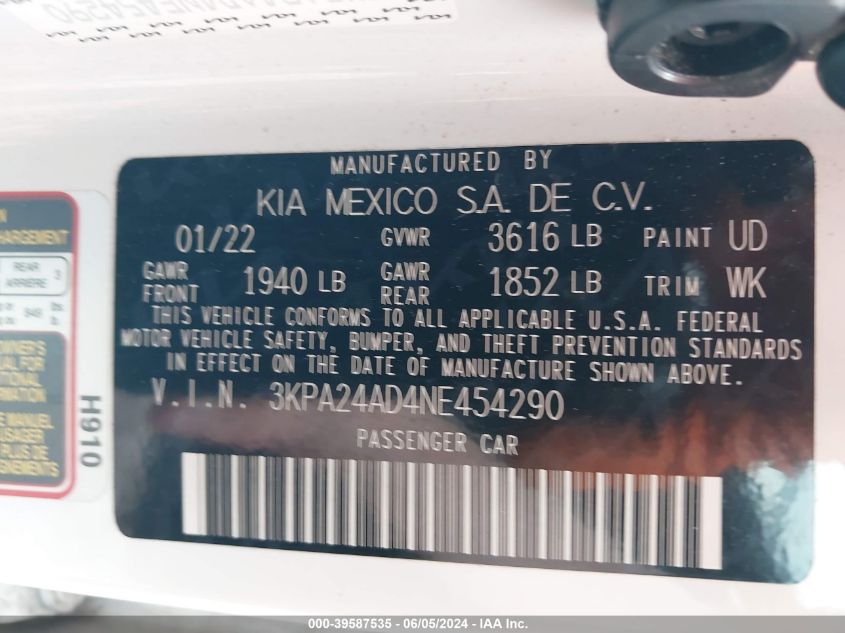 MANUFACTURED BY
KIA MEXICO S.A. DE C.V.
01/22 GVWR 3616 LB PAINT UD
GAWR FRONT 1940 LB GAWR REAR 1852 LB TRIM WK
THIS VEHICLE CONFORMS TO ALL APPLICABLE U.S.A. FEDERAL
MOTOR VEHICLE SAFETY, BUMPER, AND THEFT PREVENTION STANDARDS
IN EFFECT ON THE DATE OF MANUFACTURE SHOWN ABOVE.
V.I.N. 3KPA24AD4NE454290
PASSENGER CAR
REAR
ARRIÈRE 3
H910
000-39587535 - 06/05/2024 - IAA Inc.